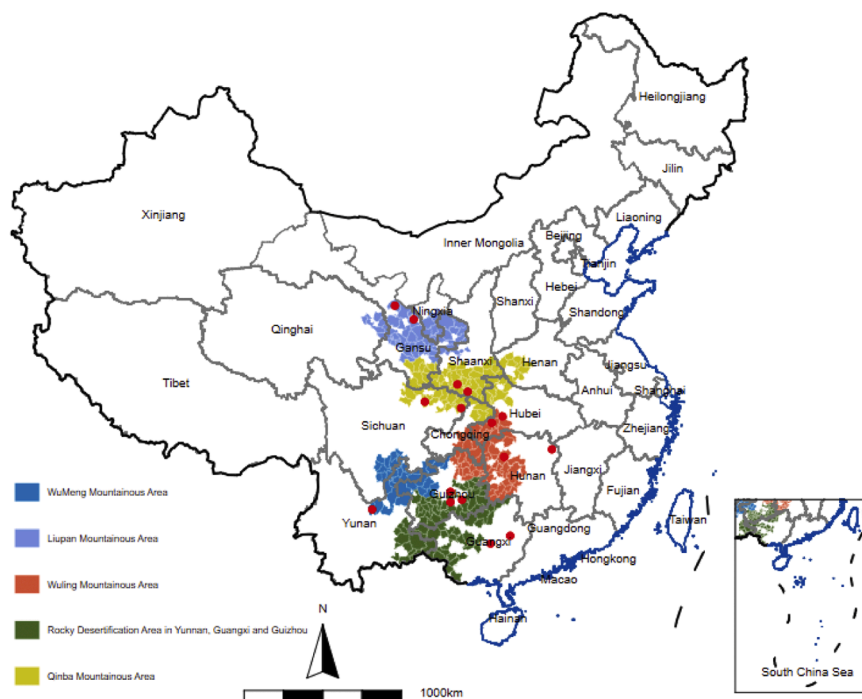 Heilongjiang
Jilin
Xinjiang
Liaoning
Beijing
Inner Mongolia
Tianjin
Hebei
Ningxia
Shanxi
Shandong
Qinghai
Gansu
Shaanxi
Henan
Jiangsu
Tibet
Anhui
Shanghai
Hubei
Sichuan
Zhejiang
Chongqing
Hunan
Jiangxi
WuMeng Mountainous Area
Guizhou
Fujian
Yunan
Guangdong
Taiwan
Liupan Mountainous Area
Guangxi
Hongkong
Macao
Wuling Mountainous Area
Hainan
N
Rocky Desertification Area in Yunnan, Guangxi and Guizhou
Qinba Mountainous Area
South China Sea
1000km